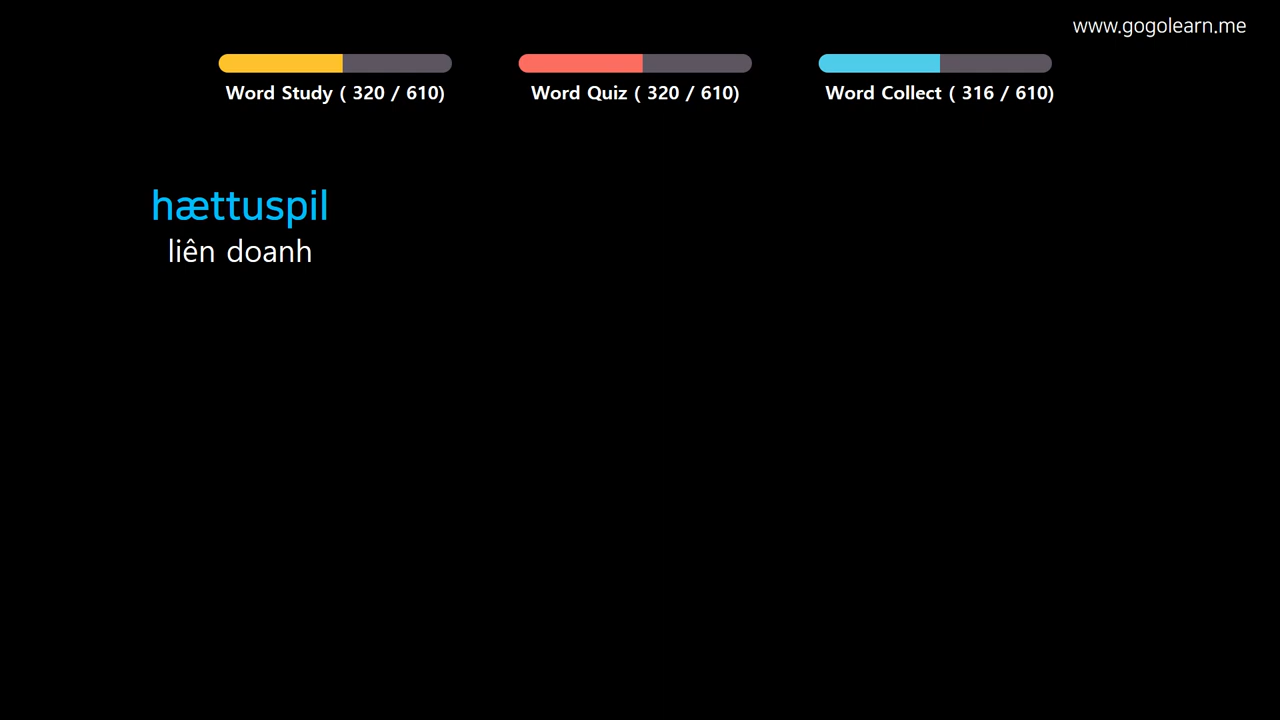 www.gogolearn.me
Word Study ( 320 / 610)
Word Quiz ( 320 / 610)
Word Collect ( 316 / 610)
hættuspil
liên doanh